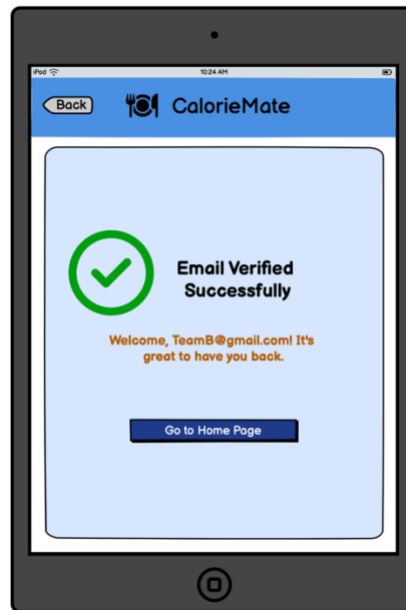 iPod 10:24 AM
Back CalorieMate
Email Verified
Successfully
Welcome, TeamB@gmail.com! It's
great to have you back.
Go to Home Page